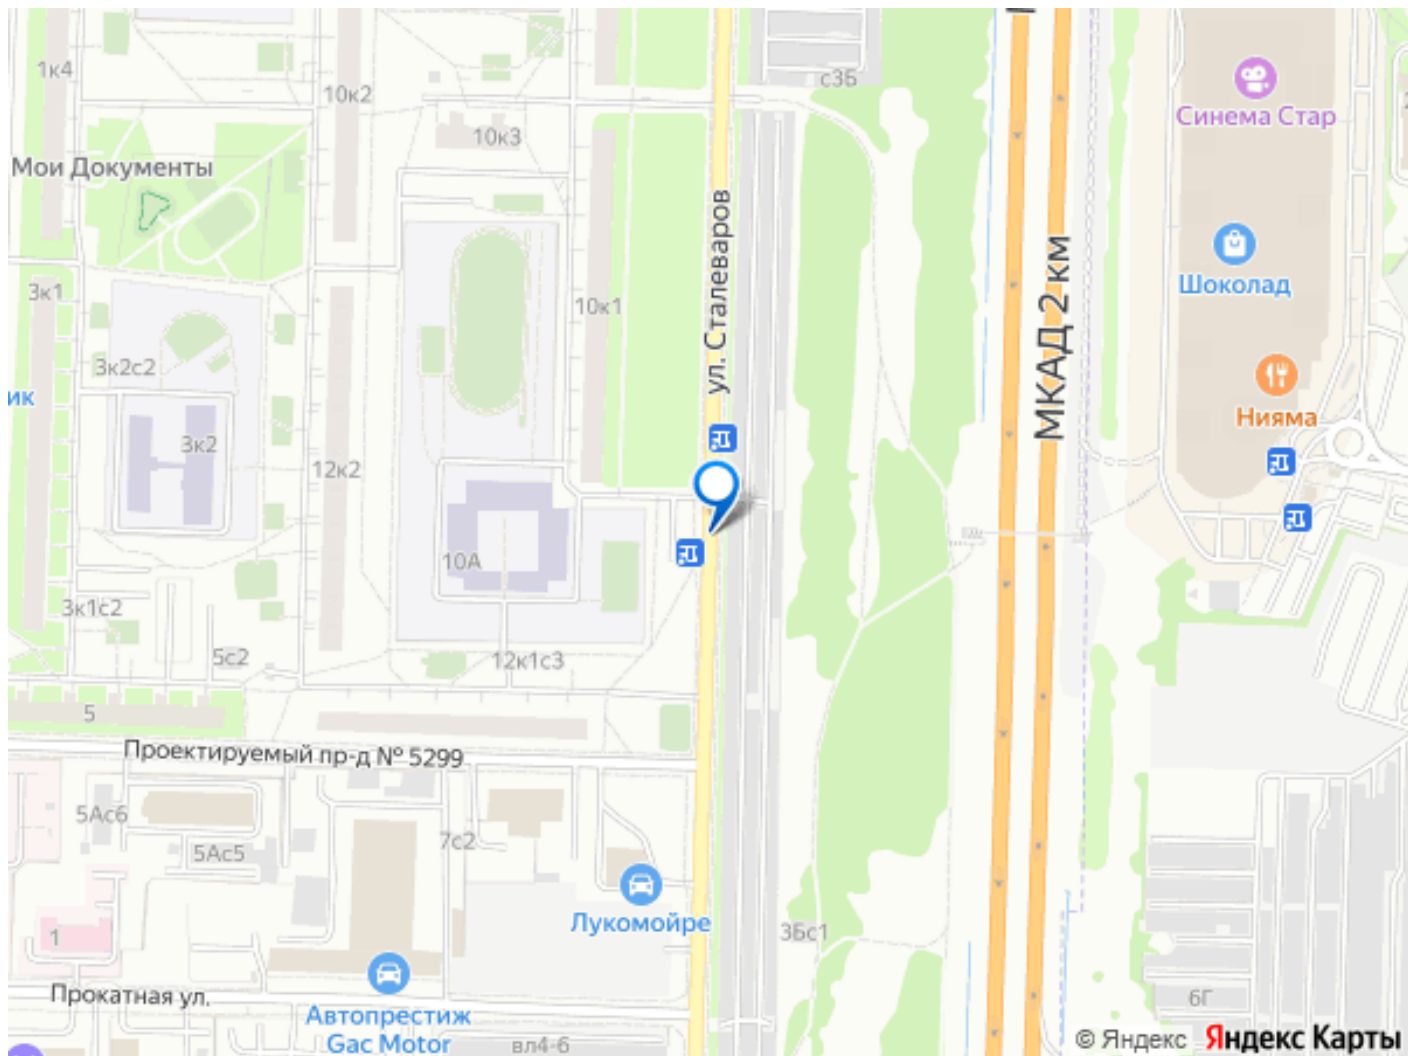 1к4
10к2
с3Б
Синема Стар
10к3
Мои Документы
ул. Сталеваров
МКАД 2 км
Шоколад
3к1
10к1
3к2с2
ик
Нияма
3к2
12к2
10А
3к1с2
5с2
12к1с3
5
Проектируемый пр-д № 5299
5Ас6
5Ас5
7с2
Лукомойре
1
3Бс1
Прокатная ул.
Автопрестиж
Gac Motor
вл4-6
6Г
© Яндекс Яндекс Карты